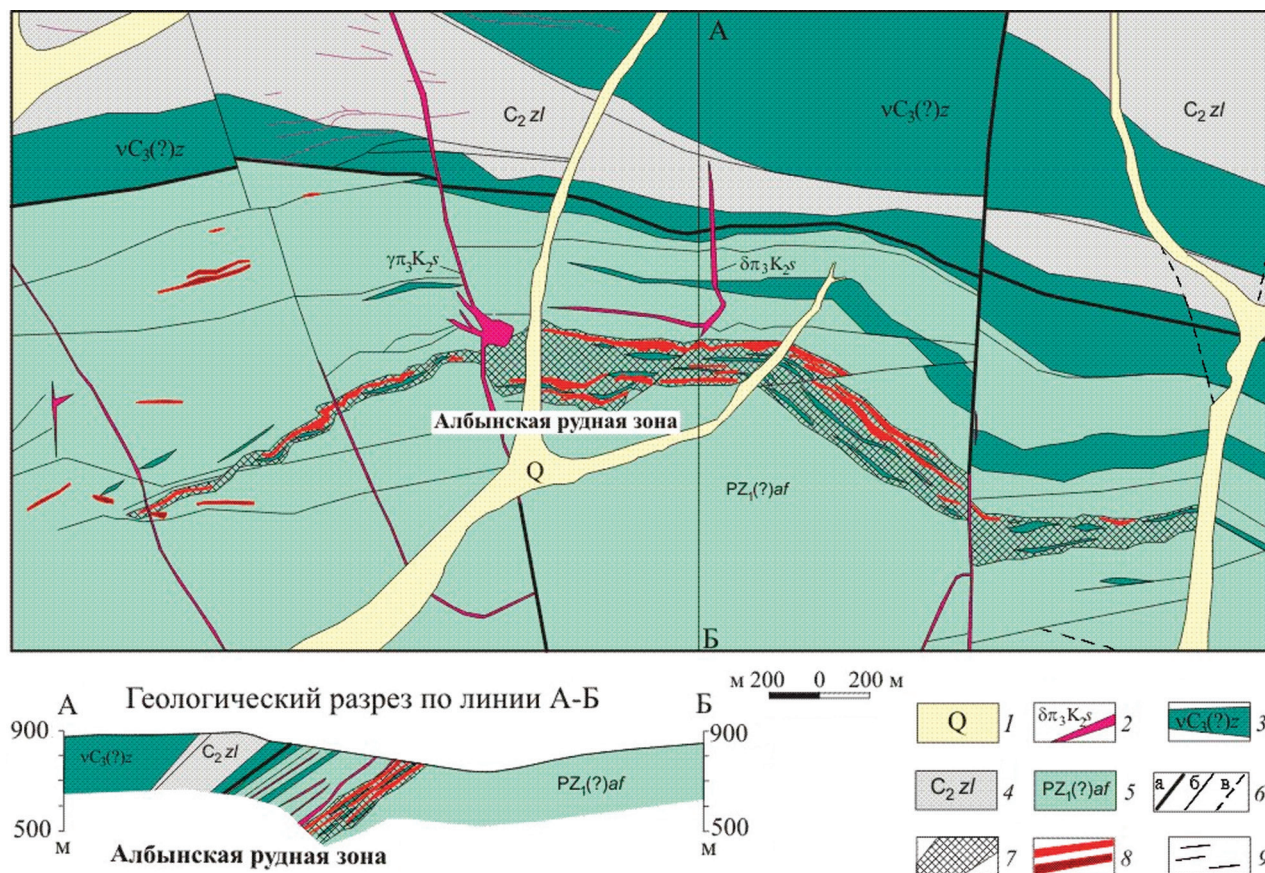 А
C₂ zl
νC₃(?)z
C₂ zl
νC₃(?)z
γπ₃K₂s
δπ₃K₂s
Албынская рудная зона
Q
PZ₁(?)af
Б
А Геологический разрез по линии А-Б Б
м 200 0 200 м
900
νC₃(?)z
C₂ zl
PZ₁(?)af
500
м
900
500
м
Албынская рудная зона
Q 1
δπ₃K₂s 2
νC₃(?)z 3
C₂ zl 4
PZ₁(?)af 5
а б в 6
7
8
9